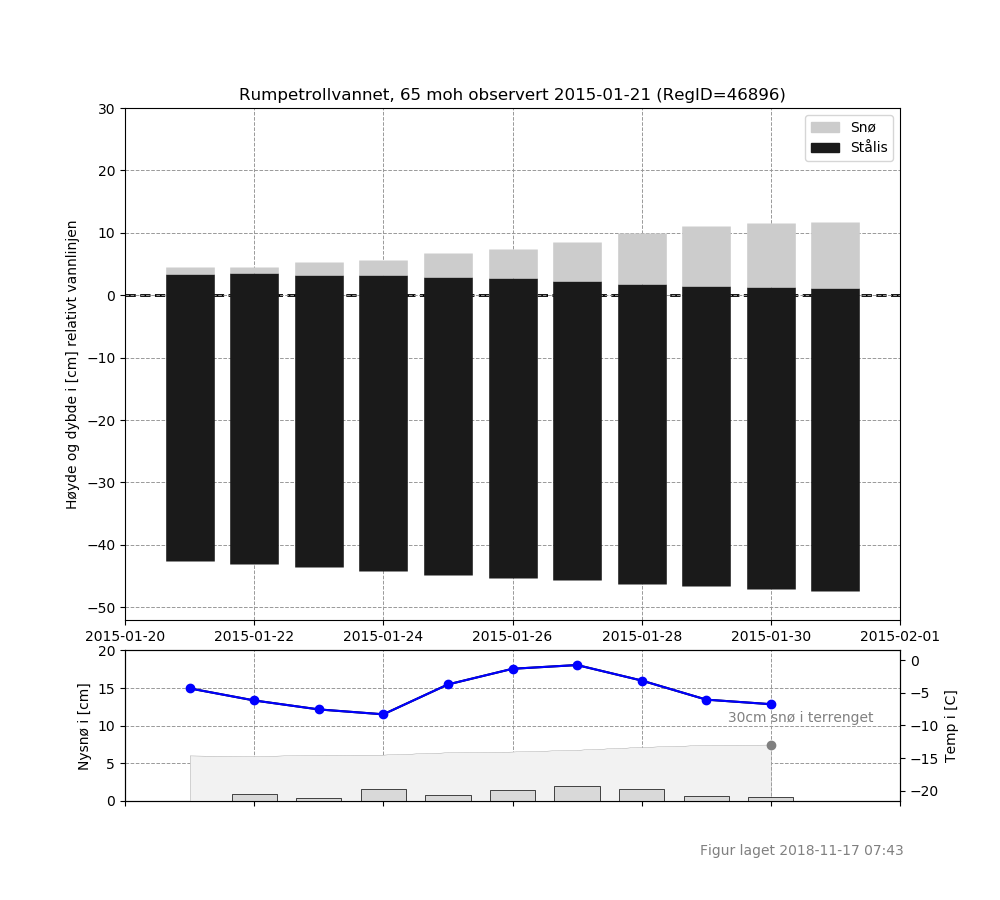 Rumpetrollvannet, 65 moh observert 2015-01-21 (RegID=46896)
Snø
Stålis
Høyde og dybde i [cm] relativt vannlinjen
30
20
10
0
−10
−20
−30
−40
−50
2015-01-20 2015-01-22 2015-01-24 2015-01-26 2015-01-28 2015-01-30 2015-02-01
Nysnø i [cm]
20
15
10
5
0
30cm snø i terrenget
0
−5
−10
−15
−20
Temp i [C]
Figur laget 2018-11-17 07:43